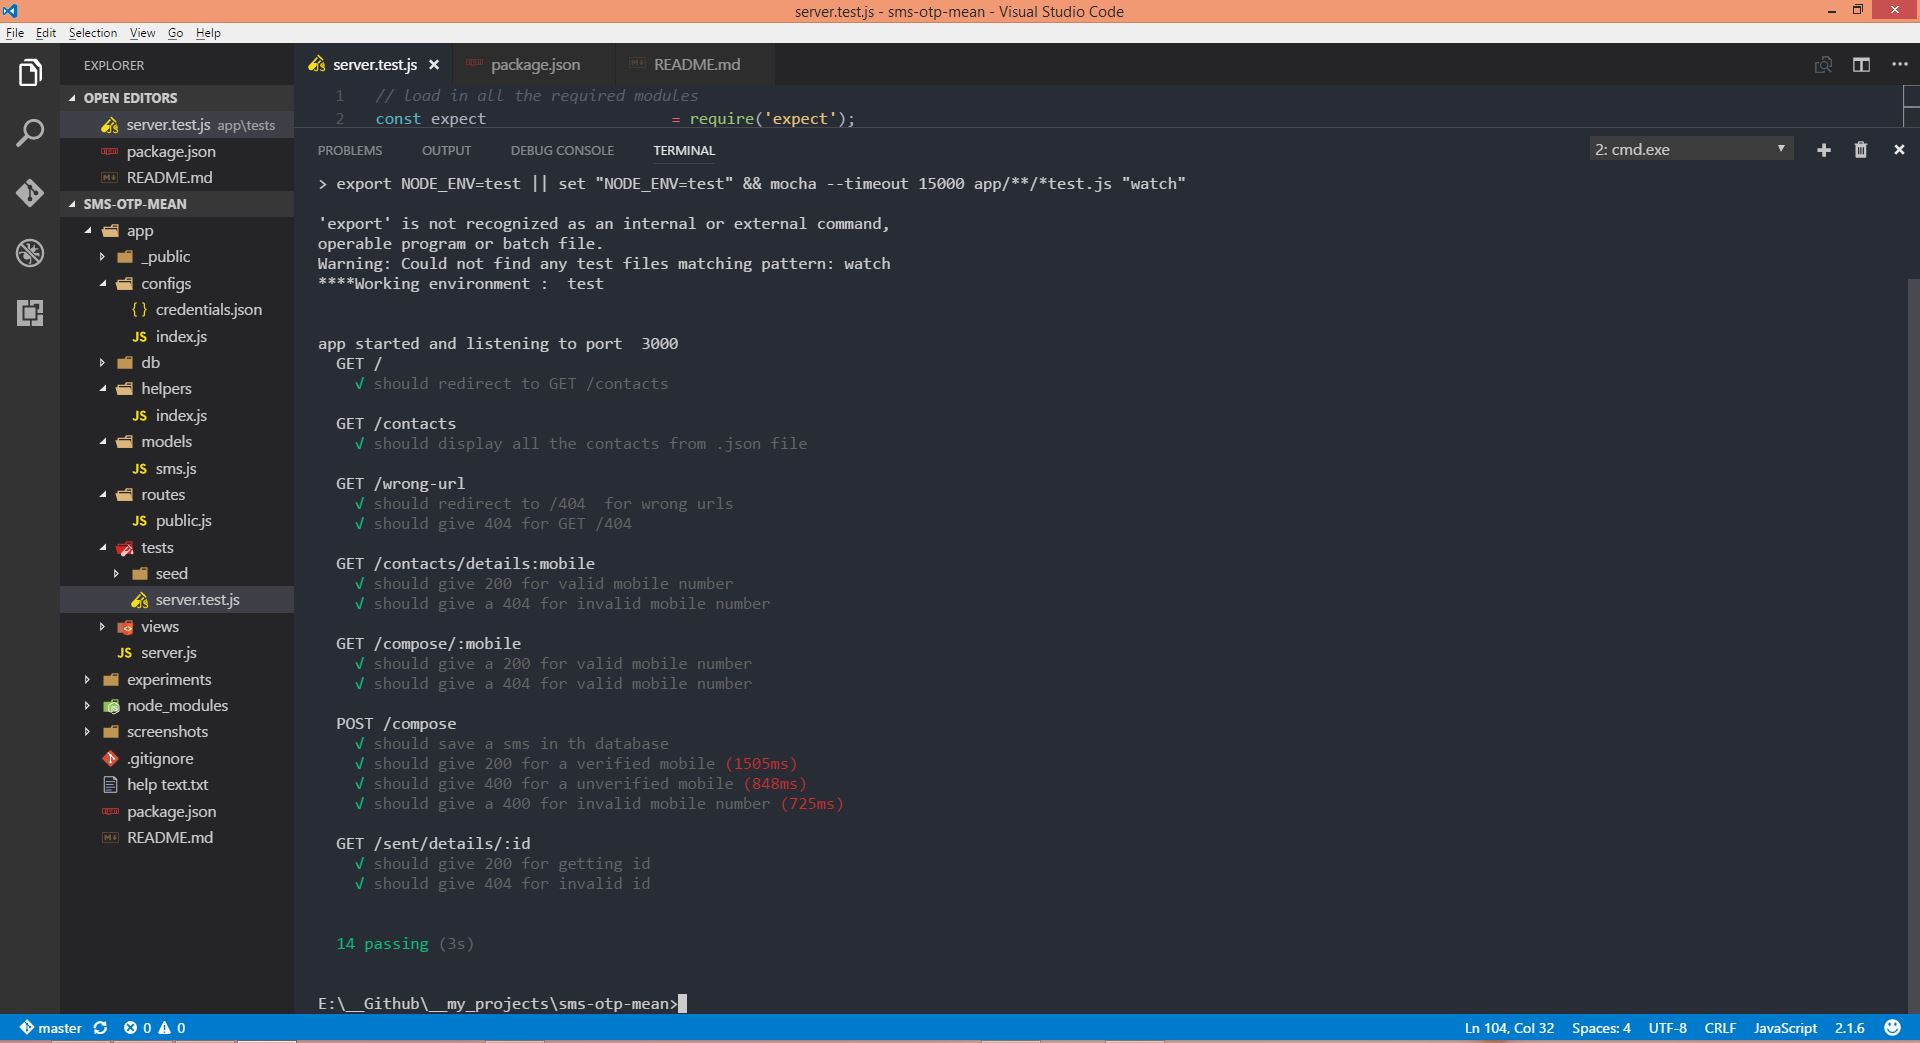 server.test.js - sms-otp-mean - Visual Studio Code
File Edit Selection View Go Help
EXPLORER
OPEN EDITORS
server.test.js app\tests
package.json
README.md
SMS-OTP-MEAN
app
_public
configs
{ } credentials.json
JS index.js
db
helpers
JS index.js
models
JS sms.js
routes
JS public.js
tests
seed
server.test.js
views
JS server.js
experiments
node_modules
screenshots
.gitignore
help text.txt
package.json
README.md
server.test.js package.json README.md
1 // load in all the required modules
2 const expect = require('expect');
PROBLEMS OUTPUT DEBUG CONSOLE TERMINAL 2: cmd.exe
> export NODE_ENV=test || set "NODE_ENV=test" && mocha --timeout 15000 app/**/*test.js "watch"
'export' is not recognized as an internal or external command,
operable program or batch file.
Warning: Could not find any test files matching pattern: watch
****Working environment :  test
app started and listening to port  3000
GET /
√ should redirect to GET /contacts
GET /contacts
√ should display all the contacts from .json file
GET /wrong-url
√ should redirect to /404  for wrong urls
√ should give 404 for GET /404
GET /contacts/details:mobile
√ should give 200 for valid mobile number
√ should give a 404 for invalid mobile number
GET /compose/:mobile
√ should give a 200 for valid mobile number
√ should give a 404 for valid mobile number
POST /compose
√ should save a sms in th database
√ should give 200 for a verified mobile (1505ms)
√ should give 400 for a unverified mobile (848ms)
√ should give a 400 for invalid mobile number (725ms)
GET /sent/details/:id
√ should give 200 for getting id
√ should give 404 for invalid id
14 passing (3s)
E:\__Github\__my_projects\sms-otp-mean>
master 0 0 Ln 104, Col 32 Spaces: 4 UTF-8 CRLF JavaScript 2.1.6